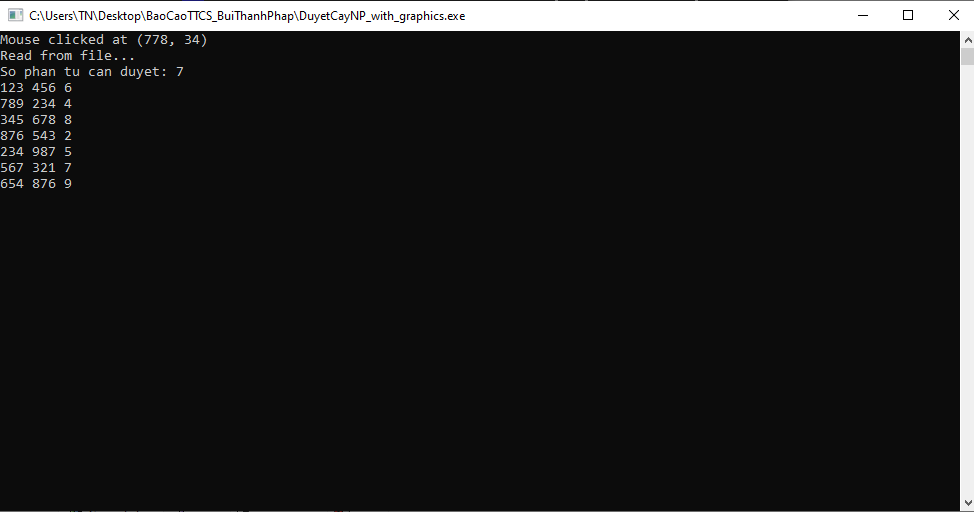 C:\Users\TN\Desktop\BaoCaoTTCS_BuiThanhPhap\DuyetCayNP_with_graphics.exe
Mouse clicked at (778, 34)
Read from file...
So phan tu can duyet: 7
123 456 6
789 234 4
345 678 8
876 543 2
234 987 5
567 321 7
654 876 9